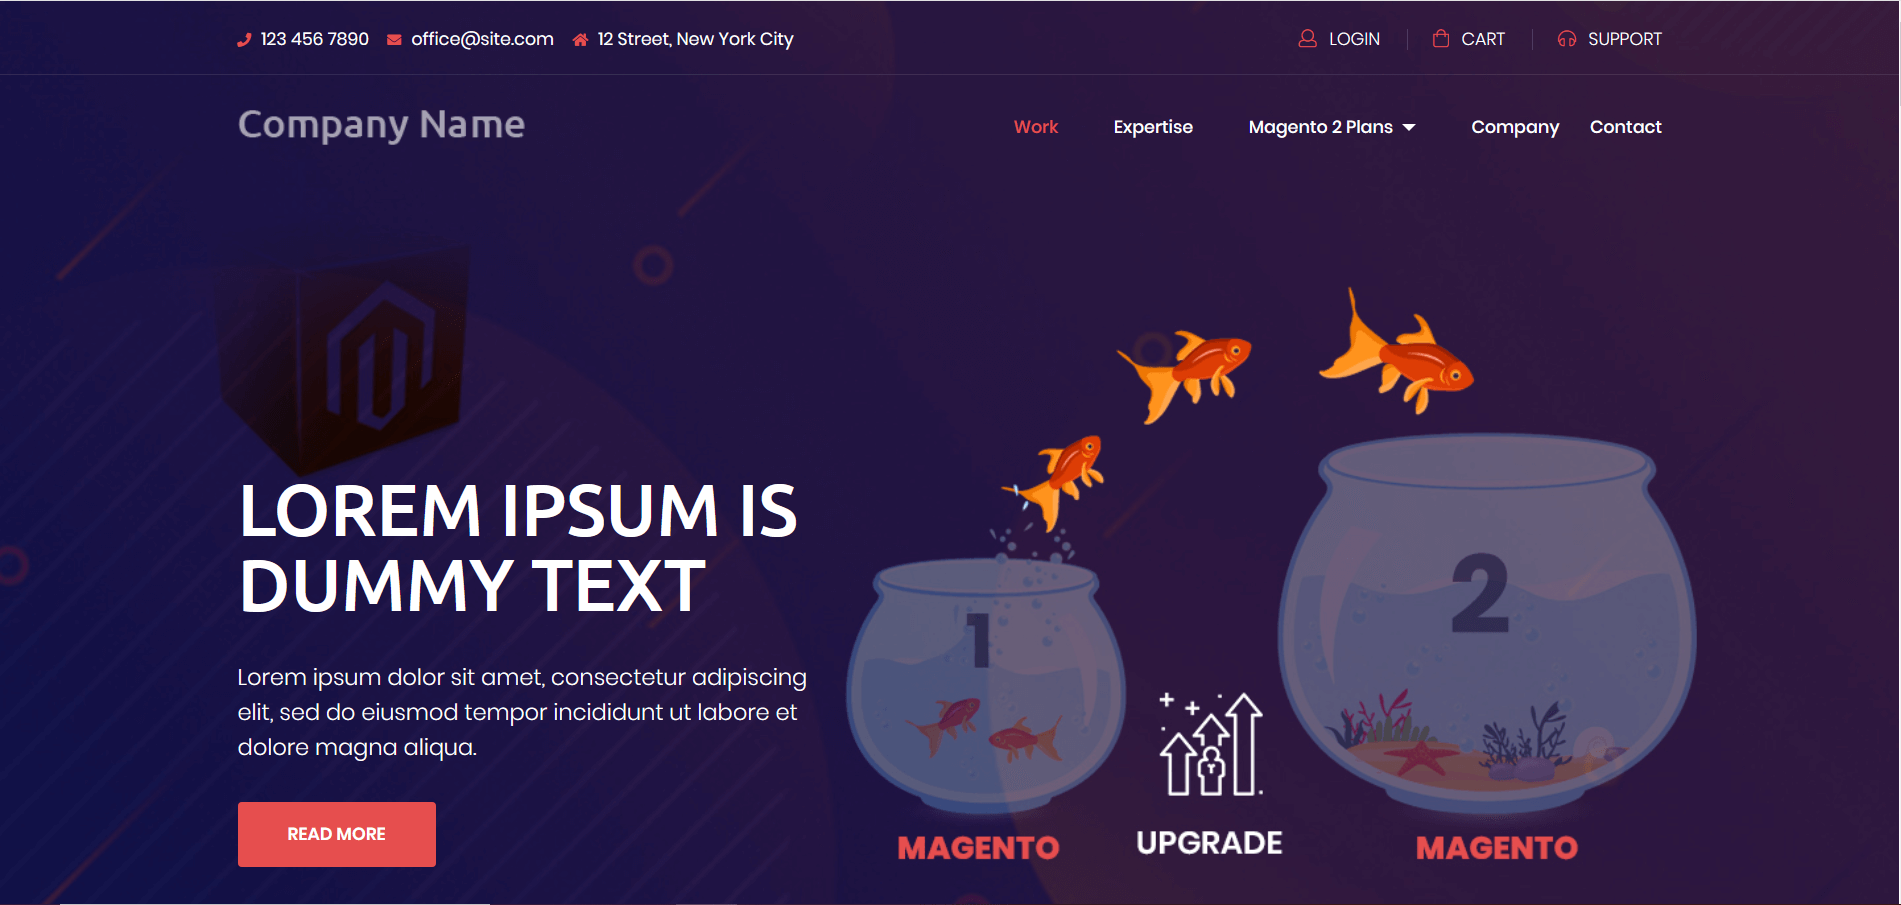 123 456 7890 office@site.com 12 Street, New York City LOGIN CART SUPPORT
Company Name Work Expertise Magento 2 Plans Company Contact
LOREM IPSUM IS
DUMMY TEXT
Lorem ipsum dolor sit amet, consectetur adipiscing
elit, sed do eiusmod tempor incididunt ut labore et
dolore magna aliqua.
READ MORE
1
2
MAGENTO UPGRADE MAGENTO